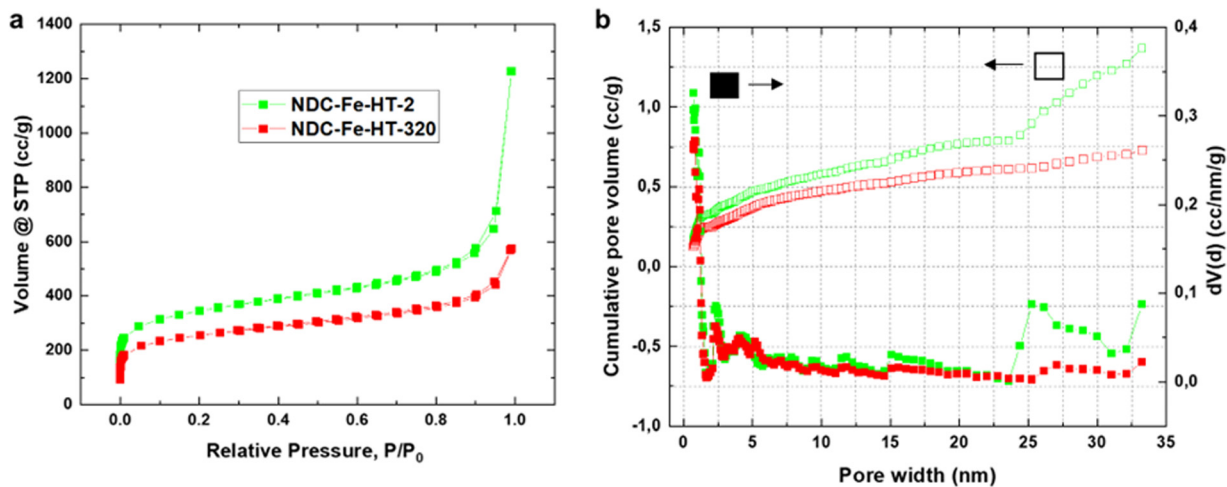 a
1400
1200
1000
800
600
400
200
0
Volume @ STP (cc/g)
NDC-Fe-HT-2
NDC-Fe-HT-320
0.0 0.2 0.4 0.6 0.8 1.0
Relative Pressure, P/P0
b
1,5
1,0
0,5
0,0
-0,5
-1,0
Cumulative pore volume (cc/g)
0,4
0,3
0,2
0,1
0,0
dV(d) (cc/nm/g)
0 5 10 15 20 25 30 35
Pore width (nm)